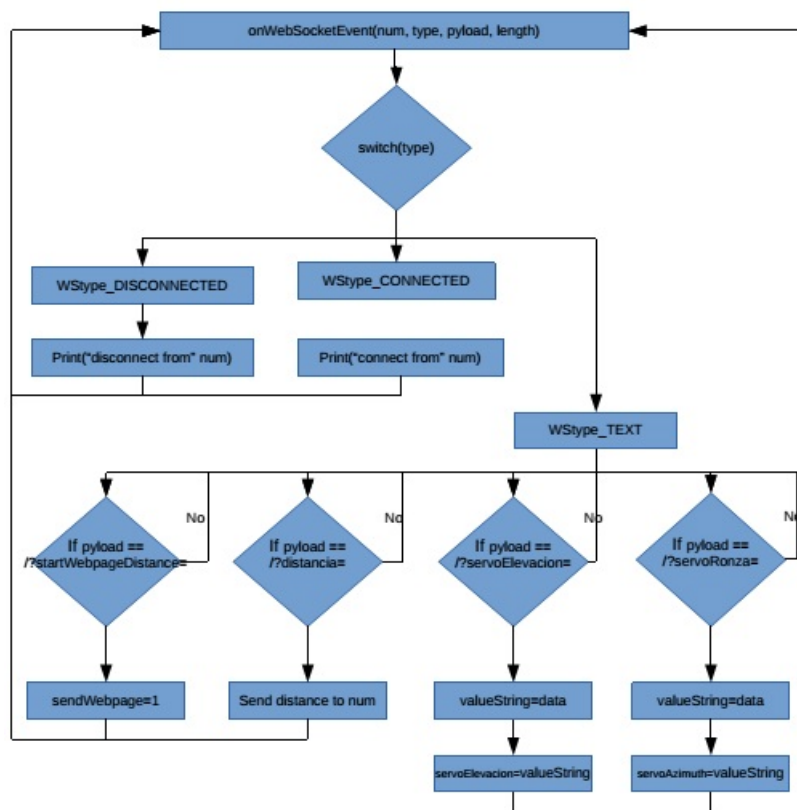 onWebSocketEvent(num, type, pyload, length)
switch(type)
WStype_DISCONNECTED
WStype_CONNECTED
Print("disconnect from" num)
Print("connect from" num)
WStype_TEXT
No
No
No
No
If pyload ==
/?startWebpageDistance=
If pyload ==
/?distancia=
If pyload ==
/?servoElevacion=
If pyload ==
/?servoRonza=
sendWebpage=1
Send distance to num
valueString=data
valueString=data
servoElevacion=valueString
servoAzimuth=valueString